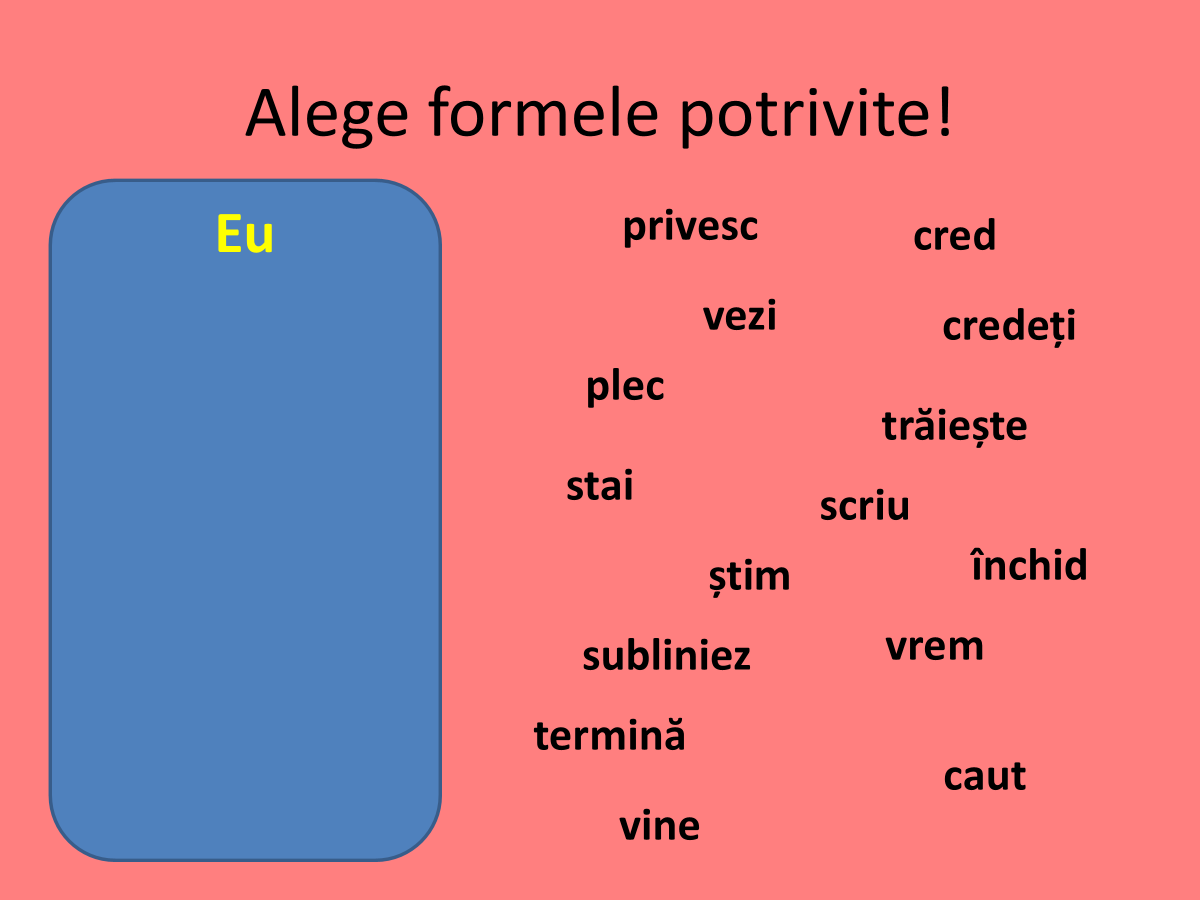 Alege formele potrivite!
Eu
privesc
cred
vezi
credeți
plec
trăiește
stai
scriu
știm
închid
subliniez
vrem
termină
caut
vine